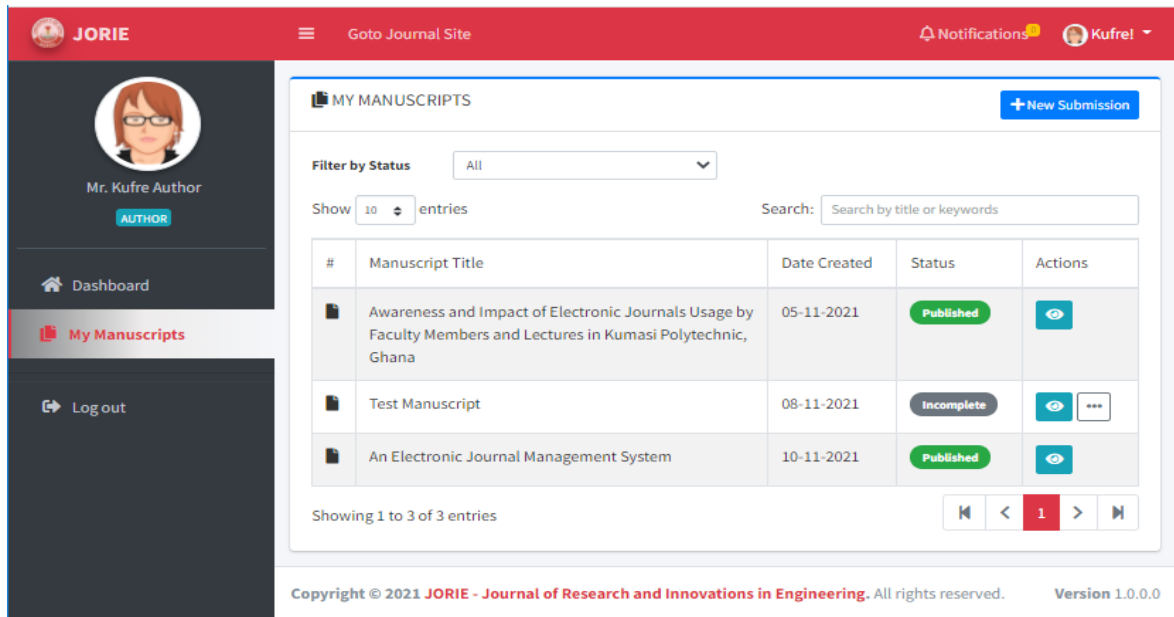 JORIE
Goto Journal Site
Notifications
Kufre!
Mr. Kufre Author
AUTHOR
Dashboard
My Manuscripts
Log out
MY MANUSCRIPTS
+New Submission
Filter by Status All
Show 10 entries
Search: Search by title or keywords
# Manuscript Title Date Created Status Actions
Awareness and Impact of Electronic Journals Usage by 05-11-2021 Published
Faculty Members and Lectures in Kumasi Polytechnic,
Ghana
Test Manuscript 08-11-2021 Incomplete
An Electronic Journal Management System 10-11-2021 Published
Showing 1 to 3 of 3 entries
1
Copyright © 2021 JORIE - Journal of Research and Innovations in Engineering. All rights reserved. Version 1.0.0.0